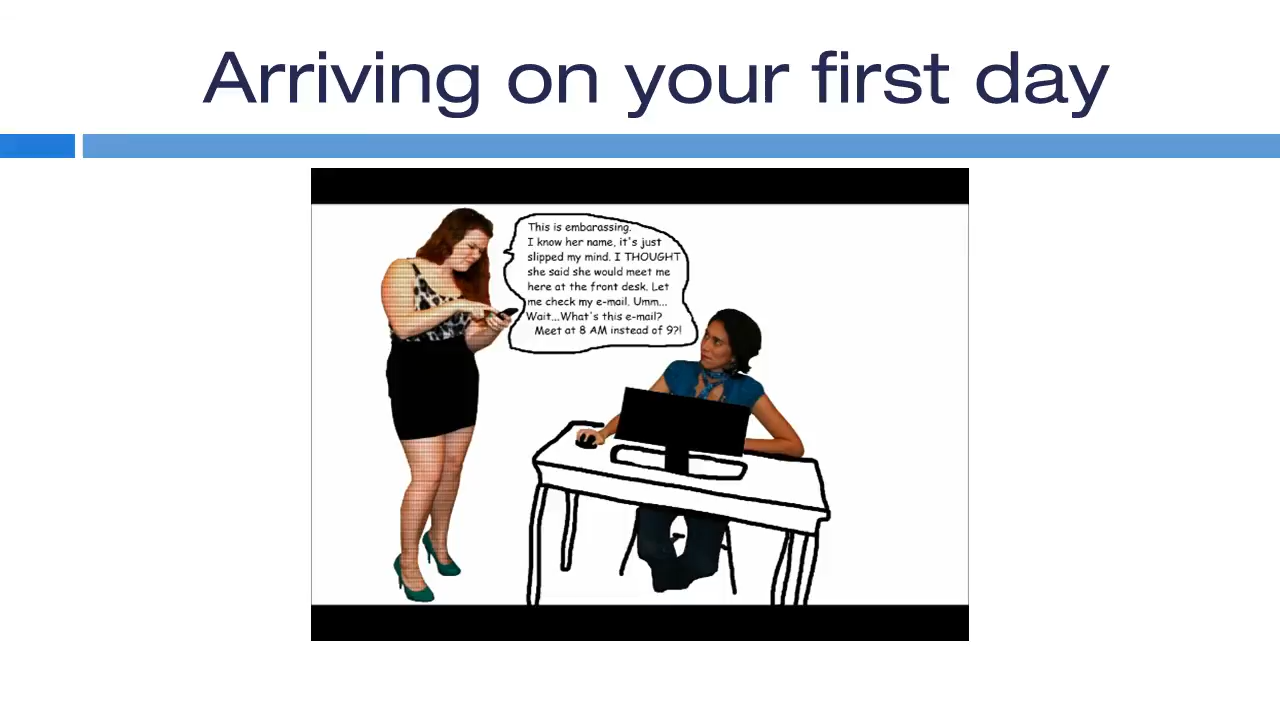 Arriving on your first day
This is embarassing.
I know her name, it's just
slipped my mind. I THOUGHT
she said she would meet me
here at the front desk. Let
me check my e-mail. Umm...
Wait...What's this e-mail?
Meet at 8 AM instead of 9?!